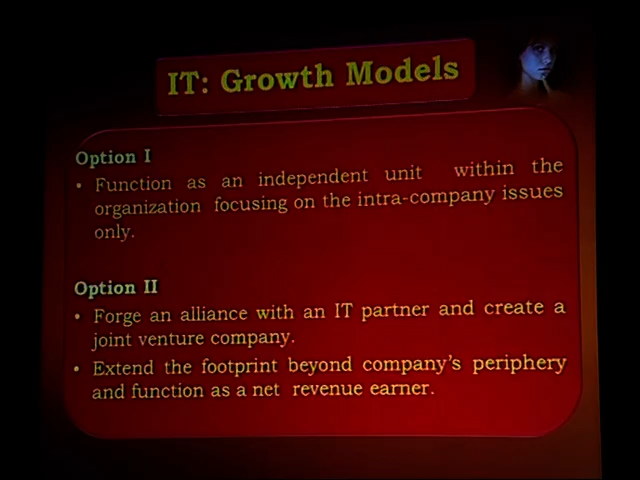 IT: Growth Models
Option I
• Function as an independent unit within the
organization focusing on the intra-company issues
only.
Option II
• Forge an alliance with an IT partner and create a
joint venture company.
• Extend the footprint beyond company's periphery
and function as a net revenue earner.